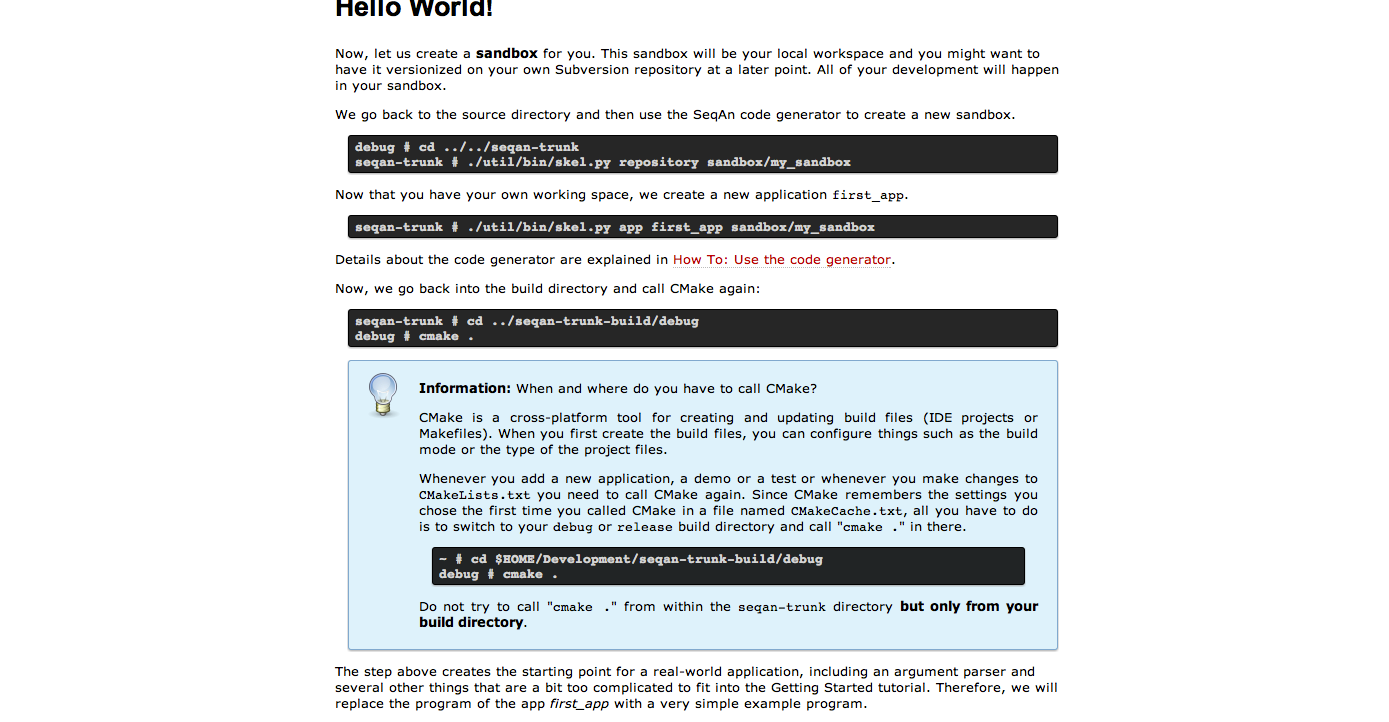 Hello World!
Now, let us create a sandbox for you. This sandbox will be your local workspace and you might want to
have it versionized on your own Subversion repository at a later point. All of your development will happen
in your sandbox.
We go back to the source directory and then use the SeqAn code generator to create a new sandbox.
debug # cd ../../seqan-trunk
seqan-trunk # ./util/bin/skel.py repository sandbox/my_sandbox
Now that you have your own working space, we create a new application first_app.
seqan-trunk # ./util/bin/skel.py app first_app sandbox/my_sandbox
Details about the code generator are explained in How To: Use the code generator.
Now, we go back into the build directory and call CMake again:
seqan-trunk # cd ../seqan-trunk-build/debug
debug # cmake .
Information: When and where do you have to call CMake?
CMake is a cross-platform tool for creating and updating build files (IDE projects or
Makefiles). When you first create the build files, you can configure things such as the build
mode or the type of the project files.
Whenever you add a new application, a demo or a test or whenever you make changes to
CMakeLists.txt you need to call CMake again. Since CMake remembers the settings you
chose the first time you called CMake in a file named CMakeCache.txt, all you have to do
is to switch to your debug or release build directory and call "cmake ." in there.
~ # cd $HOME/Development/seqan-trunk-build/debug
debug # cmake .
Do not try to call "cmake ." from within the seqan-trunk directory but only from your
build directory.
The step above creates the starting point for a real-world application, including an argument parser and
several other things that are a bit too complicated to fit into the Getting Started tutorial. Therefore, we will
replace the program of the app first_app with a very simple example program.